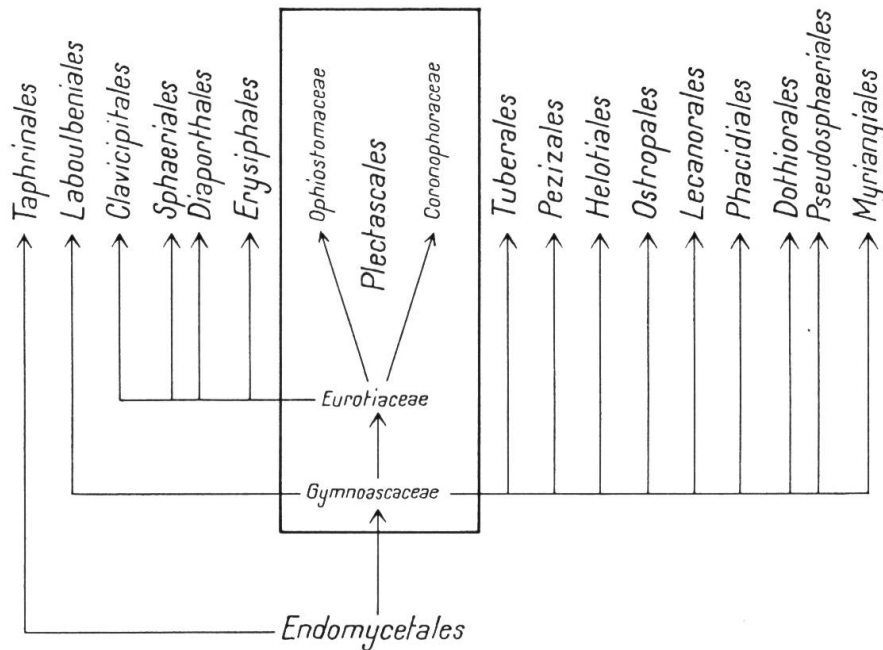 Taphrinales
Laboulbeniales
Clavicipitales
Sphaeriales
Diaporthales
Erysiphales
Ophiostomaceae
Plectascales
Coronophoraceae
Tuberales
Pezizales
Helotiales
Ostropales
Lecanorales
Phacidiales
Dothiorales
Pseudosphaeriales
Myriangiales
Eurotiaceae
Gymnoascaceae
Endomycetales